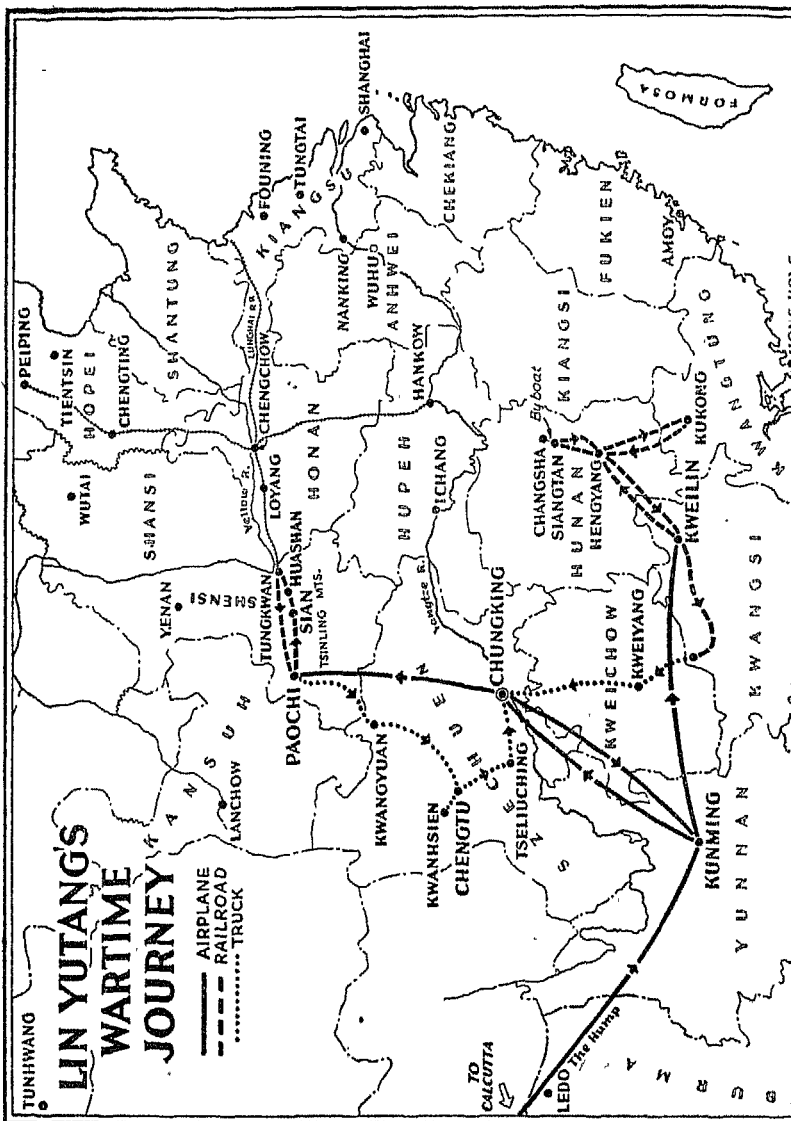 TUNHWANG
LIN YUTANG'S
WARTIME
JOURNEY
AIRPLANE
RAILROAD
TRUCK
PEIPING
TIENTSIN
HOPEI
CHENGTING
WUTAI
SHANSI
SHANTUNG
YENAN
SHENSI
KANSUH
LANCHOW
Yellow R.
LUNGHAI RR
CHENGCHOW
LOYANG
TUNGKWAN
HUASHAN
SIAN
TSINLING MTS.
PAOCHI
HONAN
FOUNING
TUNGTAI
KIANGSU
SHANGHAI
NANKING
WUHU
ANHWEI
CHEKIANG
KWANGYUAN
KWANHSIEN
CHENGTU
TSELIUCHING
SZECHUEN
HUPEH
HANKOW
ICHANG
Yangtze R.
CHUNGKING
TO
CALCUTTA
LEDO
The Hump
BURMA
YUNNAN
KUNMING
KWEICHOW
KWEIYANG
KWANGSI
KWEILIN
CHANGSHA
By boat
SIANGTAN
HUNAN
HENGYANG
KUKONG
KIANGSI
FUKIEN
AMOY
KWANGTUNG
FORMOSA